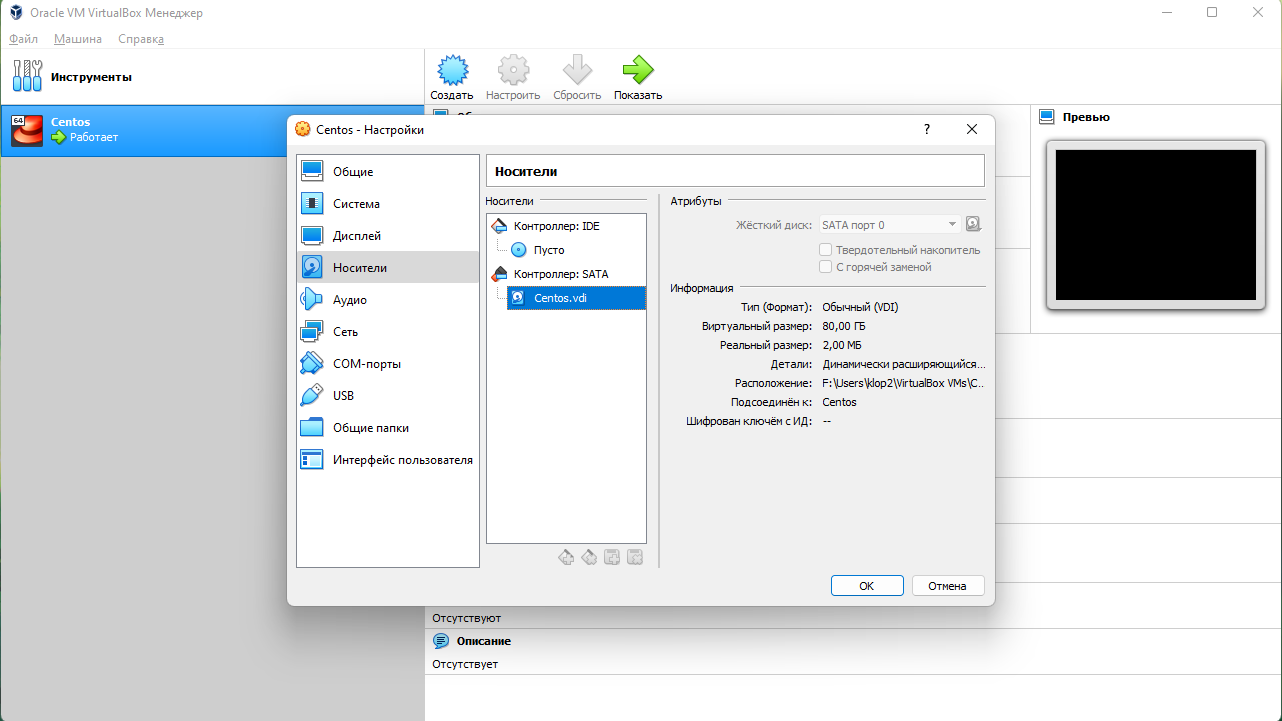 Oracle VM VirtualBox Менеджер
Файл Машина Справка
Инструменты
Создать Настроить Сбросить Показать
64 Centos
Работает
Превью
Centos - Настройки ?
Общие
Система
Дисплей
Носители
Аудио
Сеть
COM-порты
USB
Общие папки
Интерфейс пользователя
Носители
Носители
Контроллер: IDE
Пусто
Контроллер: SATA
Centos.vdi
Атрибуты
Жёсткий диск: SATA порт 0
Твердотельный накопитель
С горячей заменой
Информация
Тип (Формат): Обычный (VDI)
Виртуальный размер: 80,00 ГБ
Реальный размер: 2,00 МБ
Детали: Динамически расширяющийся...
Расположение: F:\Users\klop2\VirtualBox VMs\C...
Подсоединён к: Centos
Шифрован ключём с ИД: --
OK Отмена
Отсутствуют
Описание
Отсутствует